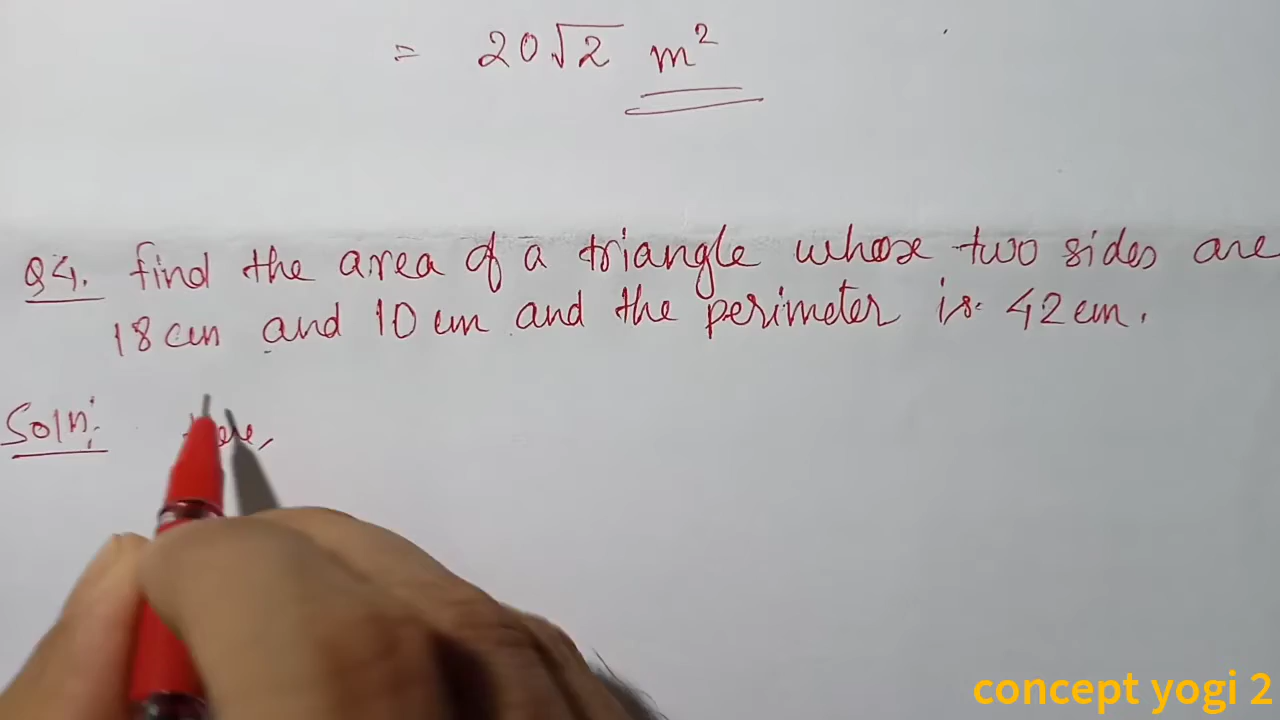 = 20√2 m²
Q4. find the area of a triangle whose two sides are
18 cm and 10 cm and the perimeter is 42 cm.
Soln:
concept yogi 2